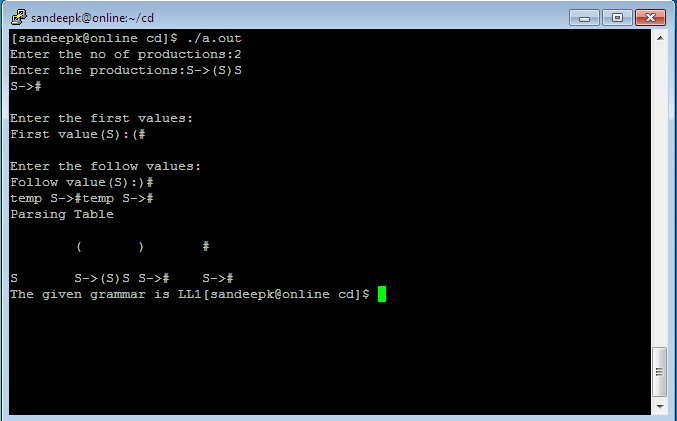 sandeepk@online:~/cd
[sandeepk@online cd]$ ./a.out
Enter the no of productions:2
Enter the productions:S->(S)S
S->#
Enter the first values:
First value(S):(#
Enter the follow values:
Follow value(S):)#
temp S->#temp S->#
Parsing Table
( ) #
S S->(S)S S-># S->#
The given grammar is LL1[sandeepk@online cd]$